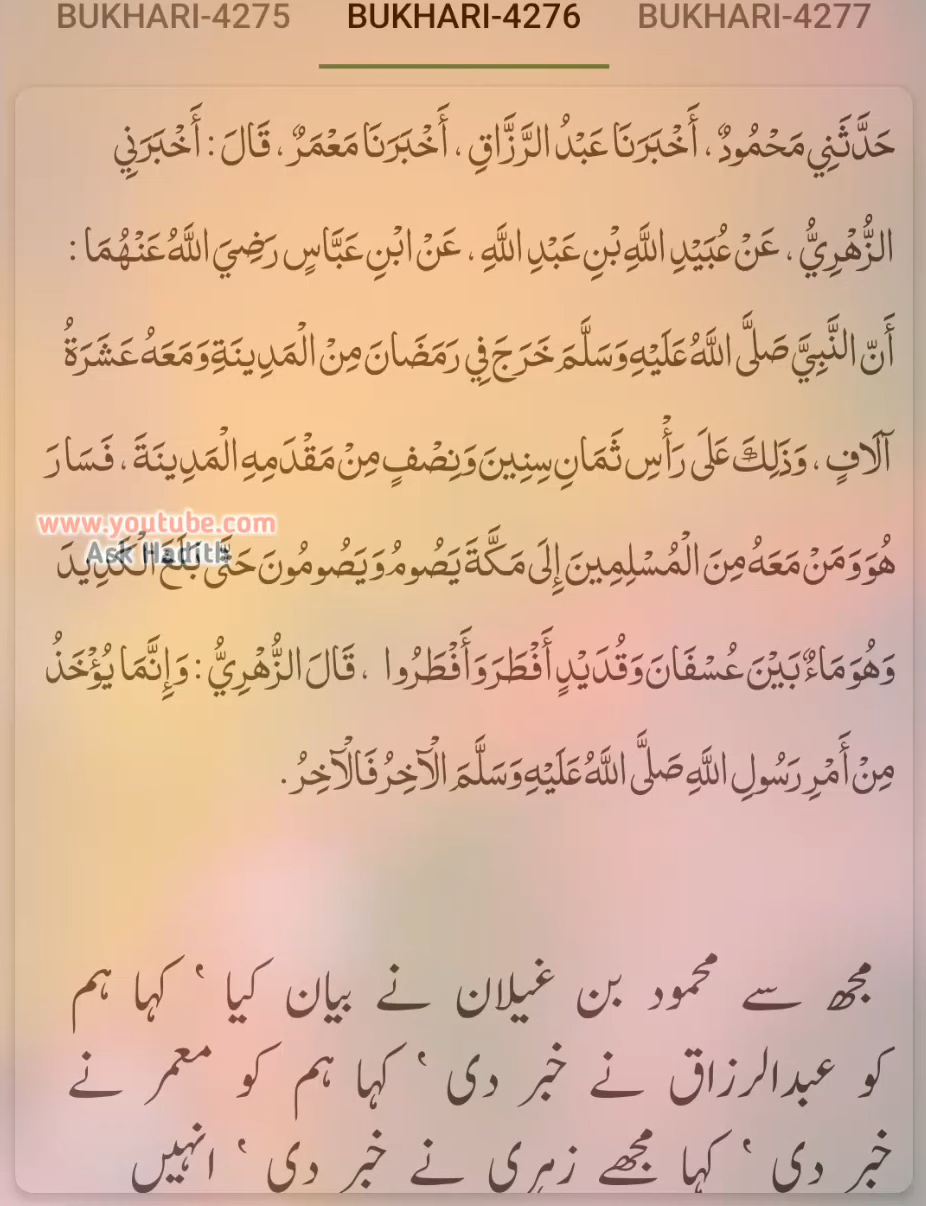 BUKHARI-4275 BUKHARI-4276 BUKHARI-4277
حَدَّثَنِي مَحْمُودٌ ، أَخْبَرَنَا عَبْدُ الرَّزَّاقِ ، أَخْبَرَنَا مَعْمَرٌ ، قَالَ : أَخْبَرَنِي
الزُّهْرِيُّ ، عَنْ عُبَيْدِ اللَّهِ بْنِ عَبْدِ اللَّهِ ، عَنْ ابْنِ عَبَّاسٍ رَضِيَ اللَّهُ عَنْهُمَا :
أَنّ النَّبِيَّ صَلَّى اللَّهُ عَلَيْهِ وَسَلَّمَ خَرَجَ فِي رَمَضَانَ مِنْ الْمَدِينَةِ وَمَعَهُ عَشَرَةُ
آلَافٍ ، وَذَلِكَ عَلَى رَأْسِ ثَمَانِ سِنِينَ وَنِصْفٍ مِنْ مَقْدَمِهِ الْمَدِينَةَ ، فَسَارَ
www.youtube.com
Ask Hadith
هُوَ وَمَنْ مَعَهُ مِنَ الْمُسْلِمِينَ إِلَى مَكَّةَ يَصُومُ وَيَصُومُونَ حَتَّى بَلَغَ الْكَدِيدَ
وَهُوَ مَاءٌ بَيْنَ عُسْفَانَ وَقُدَيْدٍ أَفْطَرَ وَأَفْطَرُوا ، قَالَ الزُّهْرِيُّ : وَإِنَّمَا يُؤْخَذُ
مِنْ أَمْرِ رَسُولِ اللَّهِ صَلَّى اللَّهُ عَلَيْهِ وَسَلَّمَ الْآخِرُ فَالْآخِرُ .
مجھ سے محمود بن غیلان نے بیان کیا ‘ کہا ہم
کو عبدالرزاق نے خبر دی ‘ کہا ہم کو معمر نے
خبر دی ‘ کہا مجھے زہری نے خبر دی ‘ انہیں